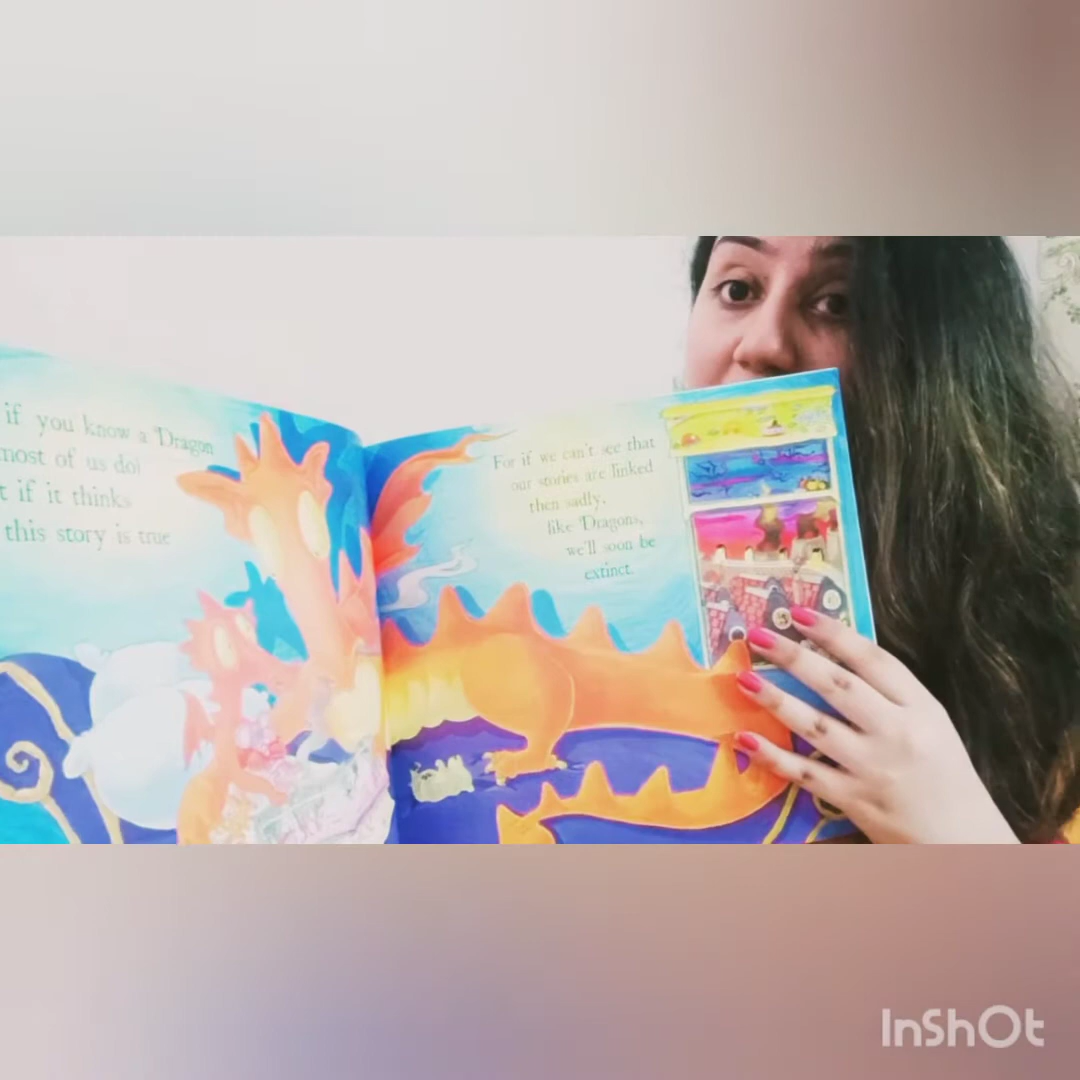 if you know a Dragon
most of us do)
t if it thinks
this story is true
For if we can't see that
our stories are linked
then sadly,
like Dragons,
we'll soon be
extinct.
InShOt